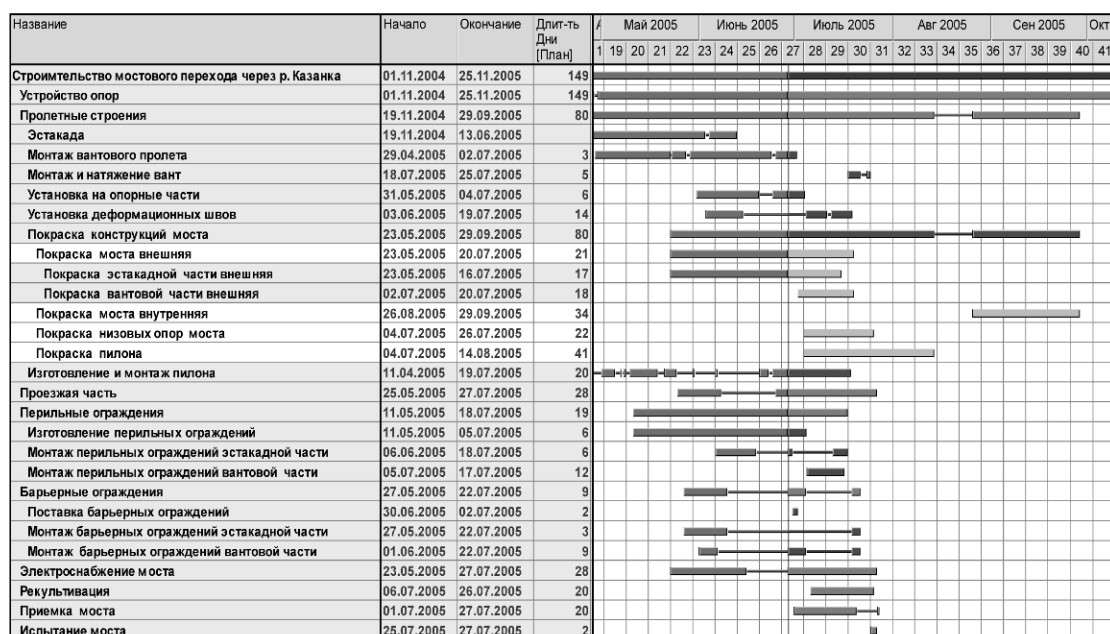 Название Начало Окончание Длит-ть Дни [План] А Май 2005 Июнь 2005 Июль 2005 Авг 2005 Сен 2005 Окт
1 19 20 21 22 23 24 25 26 27 28 29 30 31 32 33 34 35 36 37 38 39 40 41
Строимтельство мостового перехода через р. Казанка 01.11.2004 25.11.2005 149
Устройство опор 01.11.2004 25.11.2005 149
Пролетные строения 19.11.2004 29.09.2005 80
Эстакада 19.11.2004 13.06.2005
Монтаж вантового пролета 29.04.2005 02.07.2005 3
Монтаж и натяжение вант 18.07.2005 25.07.2005 5
Установка на опорные части 31.05.2005 04.07.2005 6
Установка деформационных швов 03.06.2005 19.07.2005 14
Покраска конструкций моста 23.05.2005 29.09.2005 80
Покраска моста внешняя 23.05.2005 20.07.2005 21
Покраска эстакадной части внешняя 23.05.2005 16.07.2005 17
Покраска вантовой части внешняя 02.07.2005 20.07.2005 18
Покраска моста внутренняя 26.08.2005 29.09.2005 34
Покраска низовых опор моста 04.07.2005 26.07.2005 22
Покраска пилона 04.07.2005 14.08.2005 41
Изготовление и монтаж пилона 11.04.2005 19.07.2005 20
Проезжая часть 25.05.2005 27.07.2005 28
Перильные ограждения 11.05.2005 18.07.2005 19
Изготовление перильных ограждений 11.05.2005 05.07.2005 6
Монтаж перильных ограждений эстакадной части 06.06.2005 18.07.2005 6
Монтаж перильных ограждений вантовой части 05.07.2005 17.07.2005 12
Барьерные ограждения 27.05.2005 22.07.2005 9
Поставка барьерных ограждений 30.06.2005 02.07.2005 2
Монтаж барьерных ограждений эстакадной части 27.05.2005 22.07.2005 3
Монтаж барьерных ограждений вантовой части 01.06.2005 22.07.2005 9
Электроснабжение моста 23.05.2005 27.07.2005 28
Рекультивация 06.07.2005 26.07.2005 20
Приемка моста 01.07.2005 27.07.2005 20
Испытание моста 25.07.2005 27.07.2005 2